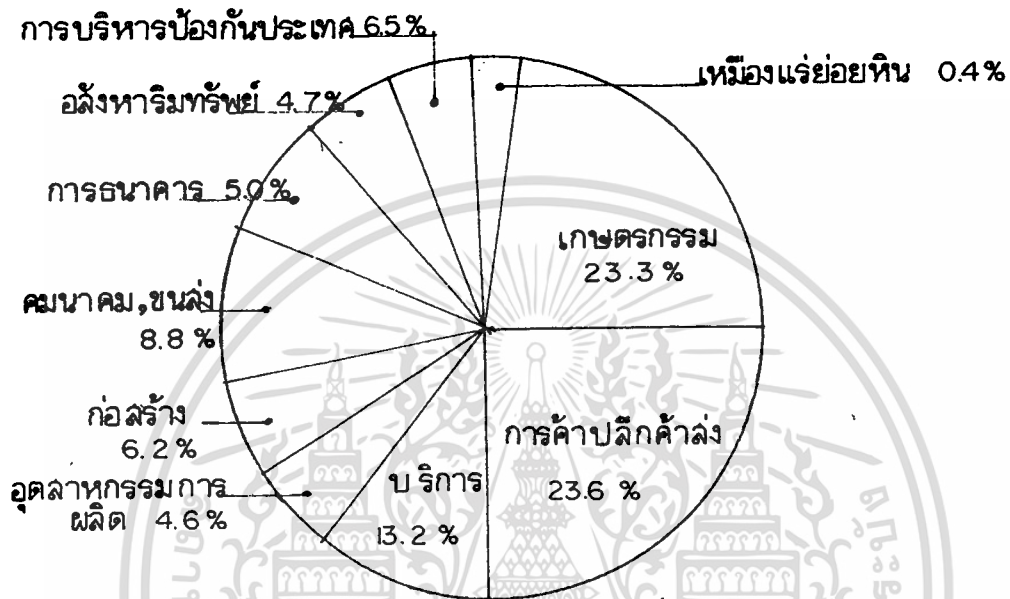 การบริหารป้องกันประเทศ 6.5%
เหมืองแร่ย่อยหิน 0.4%
อสังหาริมทรัพย์ 4.7%
การธนาคาร 5.0%
เกษตรกรรม
23.3%
คมนาคม,ขนส่ง
8.8%
ก่อสร้าง
6.2%
การค้าปลีกค้าส่ง
23.6%
อุตสาหกรรมการ
ผลิต 4.6%
บริการ
13.2%